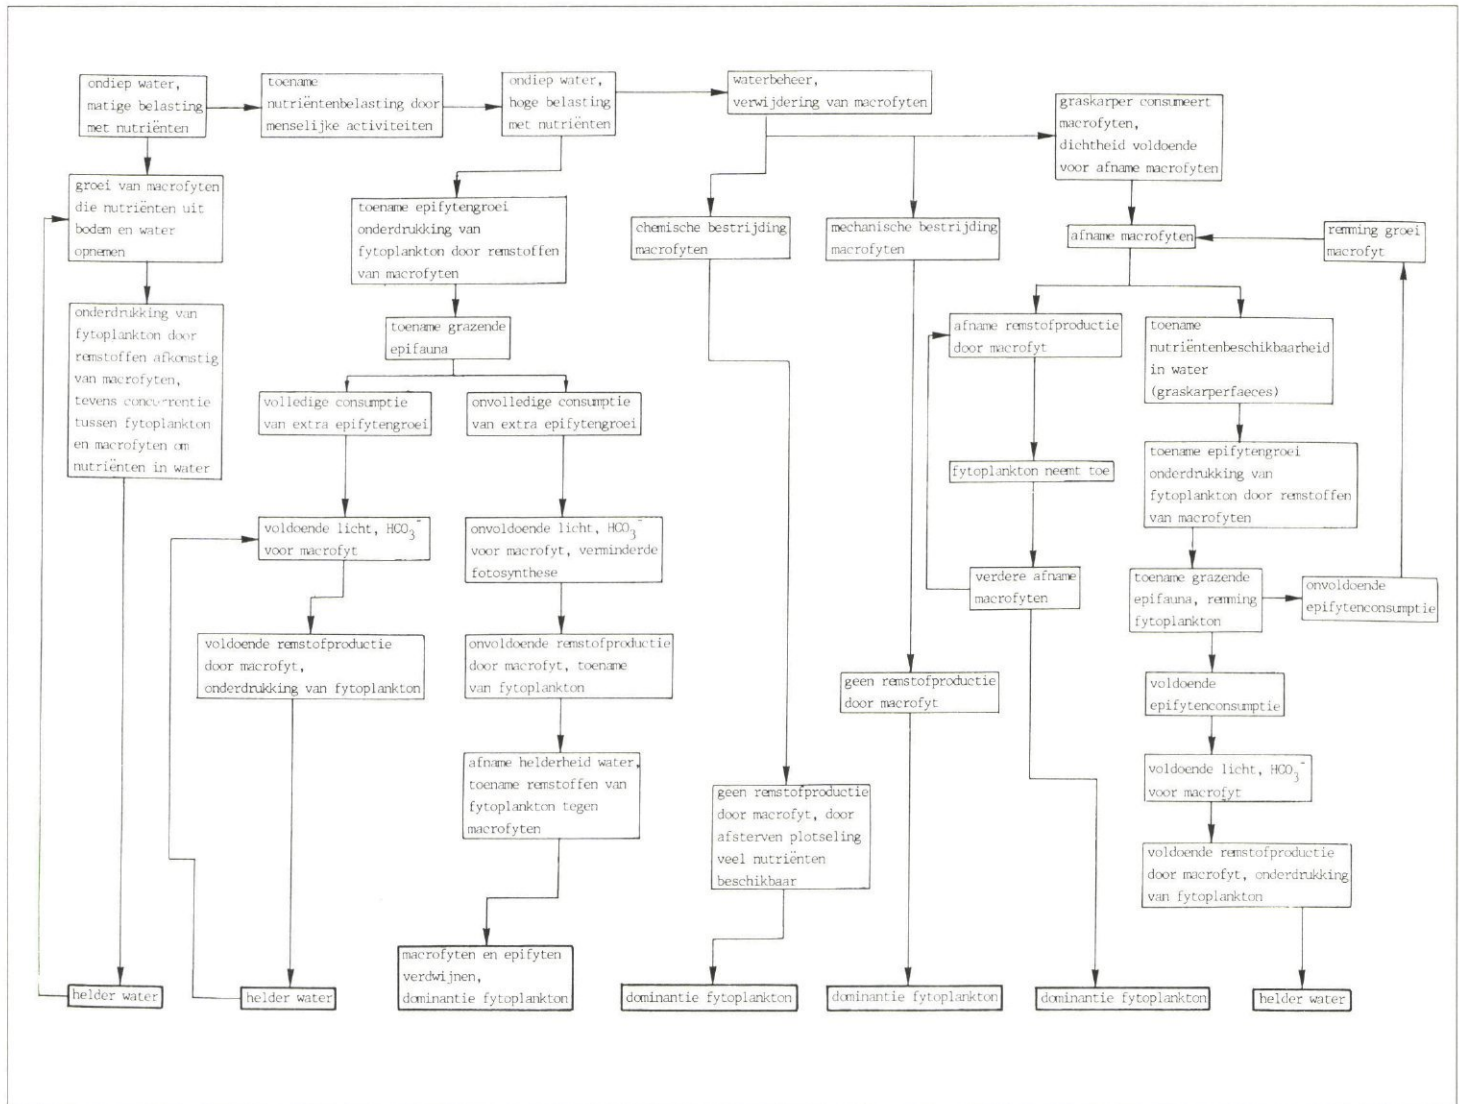 ondiep water,
matige belasting
met nutriënten
toename
nutriëntenbelasting door
menselijke activiteiten
ondiep water,
hoge belasting
met nutriënten
waterbeheer,
verwijdering van macrofyten
graskarper consumeert
macrofyten,
dichtheid voldoende
voor afname macrofyten
groei van macrofyten
die nutriënten uit
bodem en water
opnemen
toename epifytengroei
onderdrukking van
fytoplankton door remstoffen
van macrofyten
chemische bestrijding
macrofyten
mechanische bestrijding
macrofyten
afname macrofyten
remming groei
macrofyt
onderdrukking van
fytoplankton door
remstoffen afkomstig
van macrofyten,
tevens concurrentie
tussen fytoplankton
en macrofyten om
nutriënten in water
toename grazende
epifauna
afname remstofproductie
door macrofyt
toename
nutriëntenbeschikbaarheid
in water
(graskarperfaeces)
volledige consumptie
van extra epifytengroei
onvolledige consumptie
van extra epifytengroei
fytoplankton neemt toe
toename epifytengroei
onderdrukking van
fytoplankton door remstoffen
van macrofyten
voldoende licht, HCO₃⁻
voor macrofyt
onvoldoende licht, HCO₃⁻
voor macrofyt, verminderde
fotosynthese
verdere afname
macrofyten
toename grazende
epifauna, remming
fytoplankton
onvoldoende
epifytenconsumptie
voldoende remstofproductie
door macrofyt,
onderdrukking van fytoplankton
onvoldoende remstofproductie
door macrofyt, toename
van fytoplankton
geen remstofproductie
door macrofyt
voldoende
epifytenconsumptie
afname helderheid water,
toename remstoffen van
fytoplankton tegen
macrofyten
geen remstofproductie
door macrofyt, door
afsterven plotseling
veel nutriënten
beschikbaar
voldoende licht, HCO₃⁻
voor macrofyt
voldoende remstofproductie
door macrofyt, onderdrukking
van fytoplankton
helder water
helder water
macrofyten en epifyten
verdwijnen,
dominantie fytoplankton
dominantie fytoplankton
dominantie fytoplankton
dominantie fytoplankton
helder water